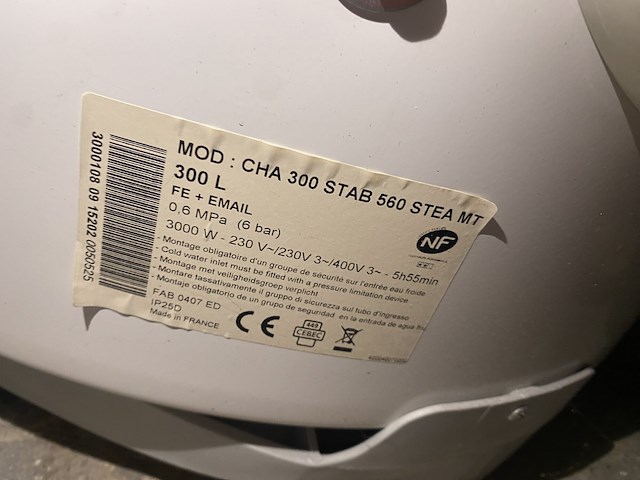 3000108 09 15202 0050525
MOD : CHA 300 STAB 560 STEA MT
300 L
FE + EMAIL
0,6 MPa (6 bar)
3000 W - 230 V~/230V 3~/400V 3~ - 5h55min
- Montage obligatoire d'un groupe de sécurité sur l'entrée eau froide
- Cold water inlet must be fitted with a pressure limitation device
- Montage met veiligheidsgroep verplicht
- Montare tassativamente il gruppo di sicurezza sul tubo d'ingresso
- Montaje obligatorio de un grupo de seguridad en la entrada de agua
FAB 0407 ED
IP25D
Made in FRANCE
NF
CE
449
CEBEC